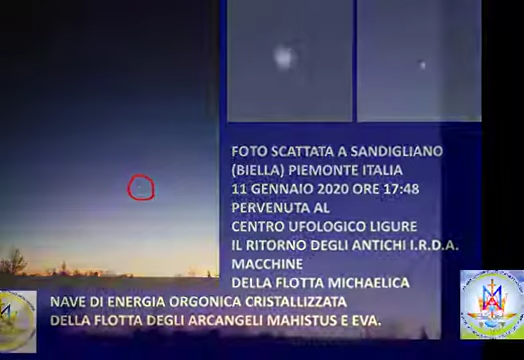 FOTO SCATTATA A SANDIGLIANO
(BIELLA) PIEMONTE ITALIA
11 GENNAIO 2020 ORE 17:48
PERVENUTA AL
CENTRO UFOLOGICO LIGURE
IL RITORNO DEGLI ANTICHI I.R.D.A.
MACCHINE
DELLA FLOTTA MICHAELICA
NAVE DI ENERGIA ORGONICA CRISTALLIZZATA
DELLA FLOTTA DEGLI ARCANGELI MAHISTUS E EVA.